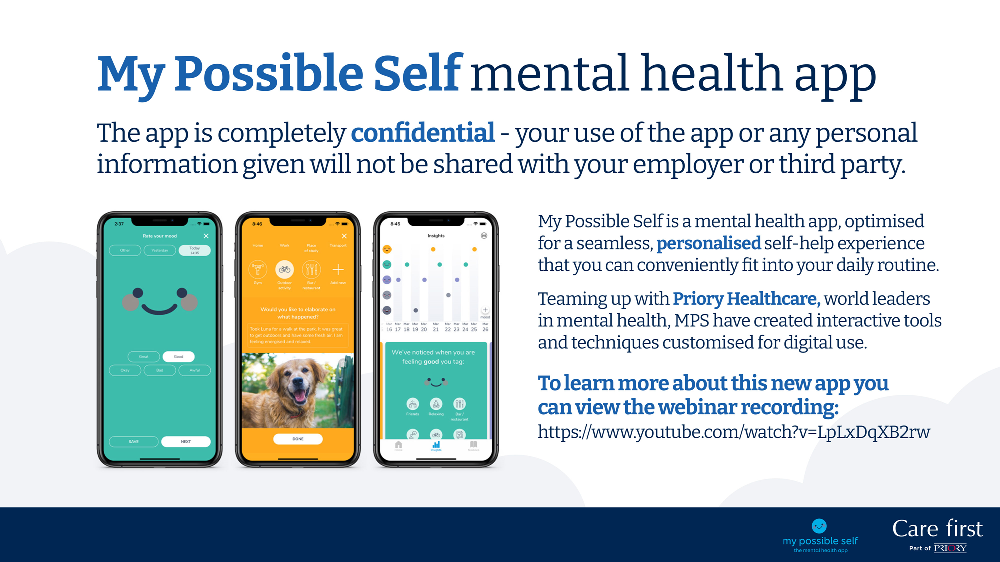 My Possible Self mental health app
The app is completely confidential - your use of the app or any personal
information given will not be shared with your employer or third party.
2:37
Rate your mood
Other
Yesterday
Today
14:35
Great
Good
Okay
Bad
Awful
SAVE
NEXT
8:46
Home
Work
Place
of study
Transport
Gym
Outdoor
activity
Bar /
restaurant
Add new
Would you like to elaborate on
what happened?
Took Luna for a walk at the park. It was great
to get outdoors and have some fresh air. I am
feeling energised and relaxed.
DONE
8:45
Insights
SOS
mood
Mar Mar Mar Mar Mar Mar Mar Mar Mar Mar Mar
16 17 18 19 20 21 22 23 24 25 26
We've noticed when you are
feeling good you tag:
Friends
Relaxing
Bar /
restaurant
Home
Insights
Modules
My Possible Self is a mental health app, optimised
for a seamless, personalised self-help experience
that you can conveniently fit into your daily routine.
Teaming up with Priory Healthcare, world leaders
in mental health, MPS have created interactive tools
and techniques customised for digital use.
To learn more about this new app you
can view the webinar recording:
https://www.youtube.com/watch?v=LpLxDqXB2rw
my possible self
the mental health app
Care first
Part of PRIORY